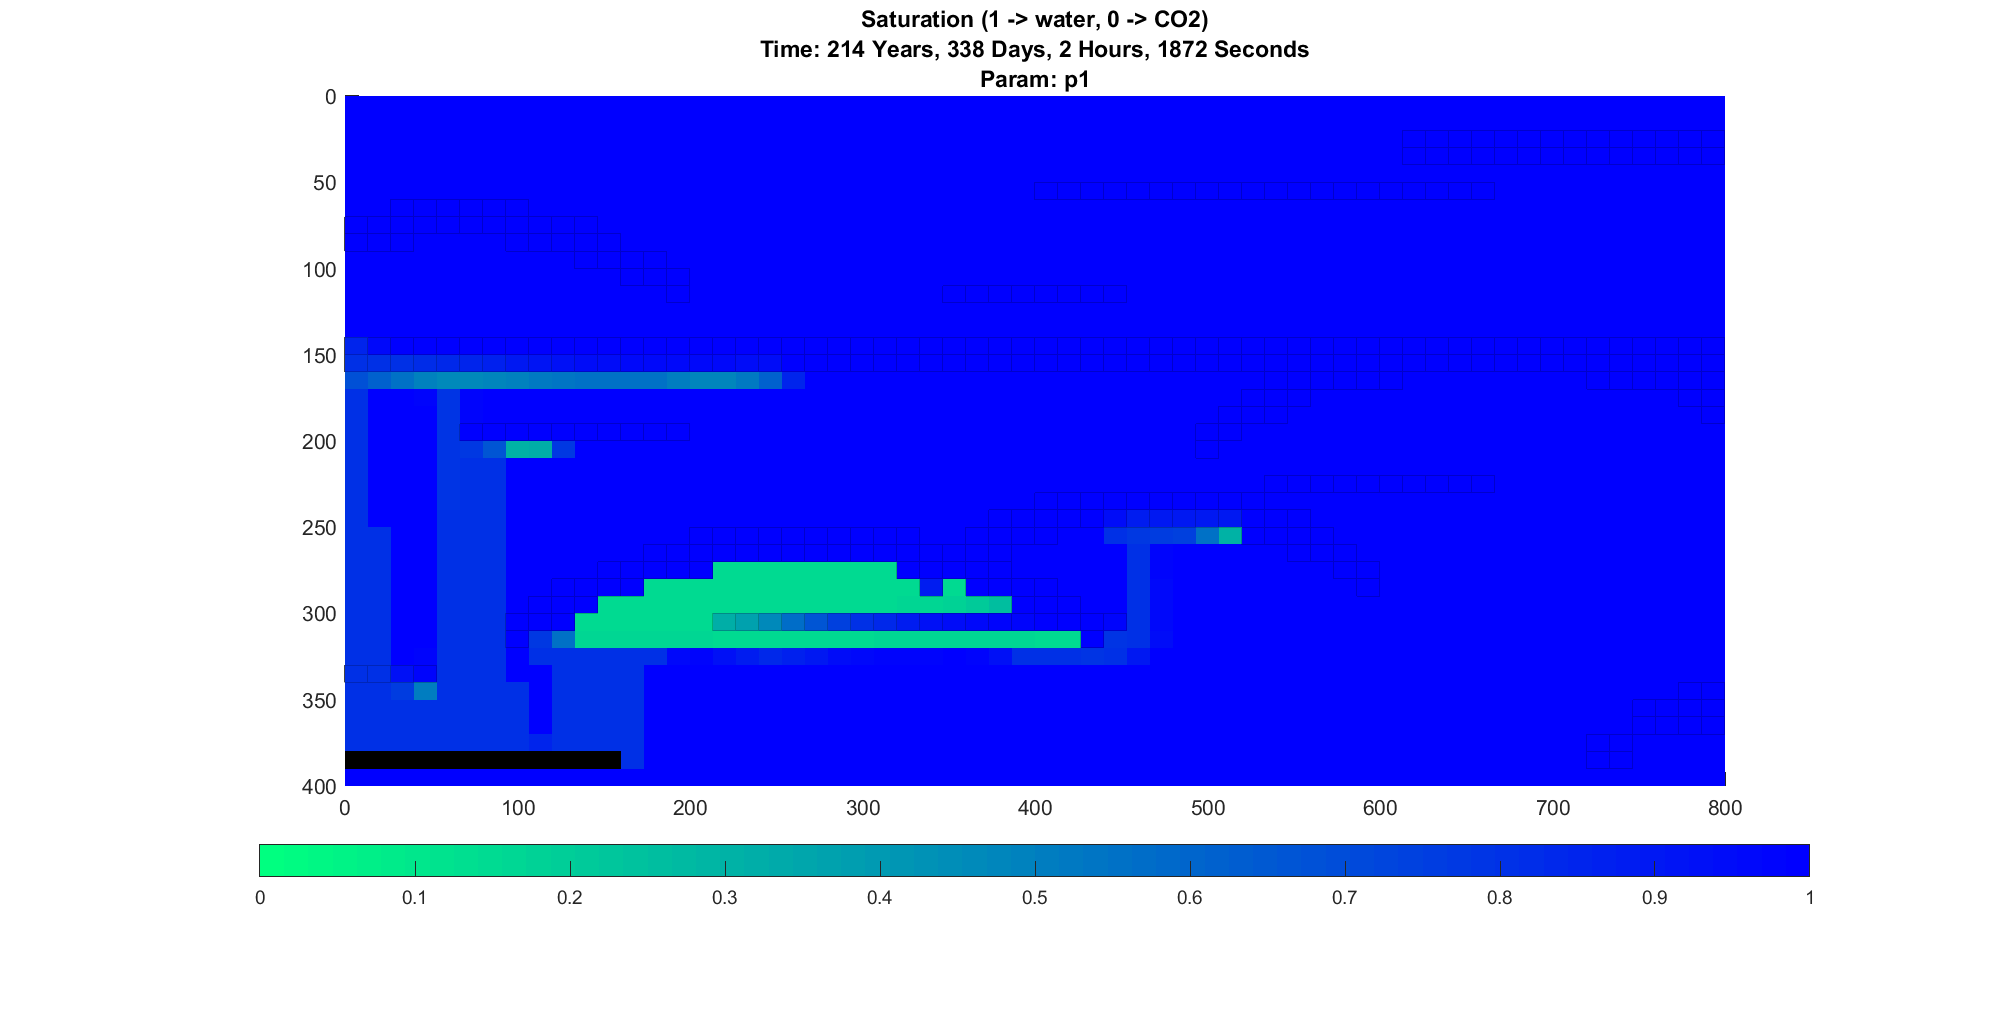 Saturation (1 -> water, 0 -> CO2)
Time: 214 Years, 338 Days, 2 Hours, 1872 Seconds
Param: p1
0
50
100
150
200
250
300
350
400
0 100 200 300 400 500 600 700 800
0 0.1 0.2 0.3 0.4 0.5 0.6 0.7 0.8 0.9 1